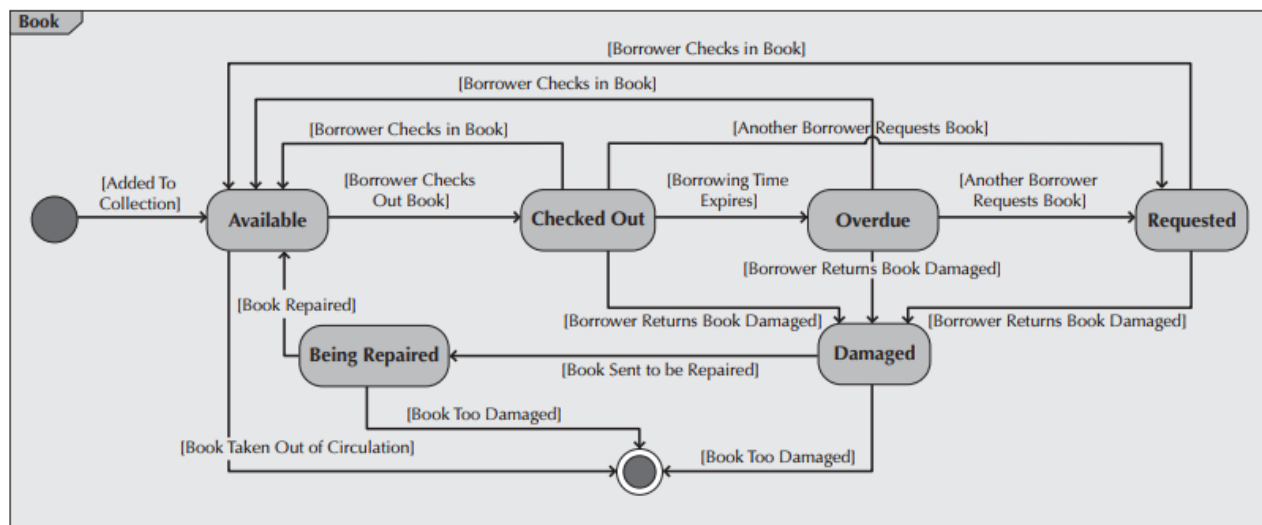 Book
[Borrower Checks in Book]
[Borrower Checks in Book]
[Borrower Checks in Book]
[Another Borrower Requests Book]
[Added To
Collection]
[Borrower Checks
Out Book]
[Borrowing Time
Expires]
[Another Borrower
Requests Book]
Available
Checked Out
Overdue
Requested
[Borrower Returns Book Damaged]
[Book Repaired]
[Borrower Returns Book Damaged]
[Borrower Returns Book Damaged]
Being Repaired
Damaged
[Book Sent to be Repaired]
[Book Too Damaged]
[Book Taken Out of Circulation]
[Book Too Damaged]